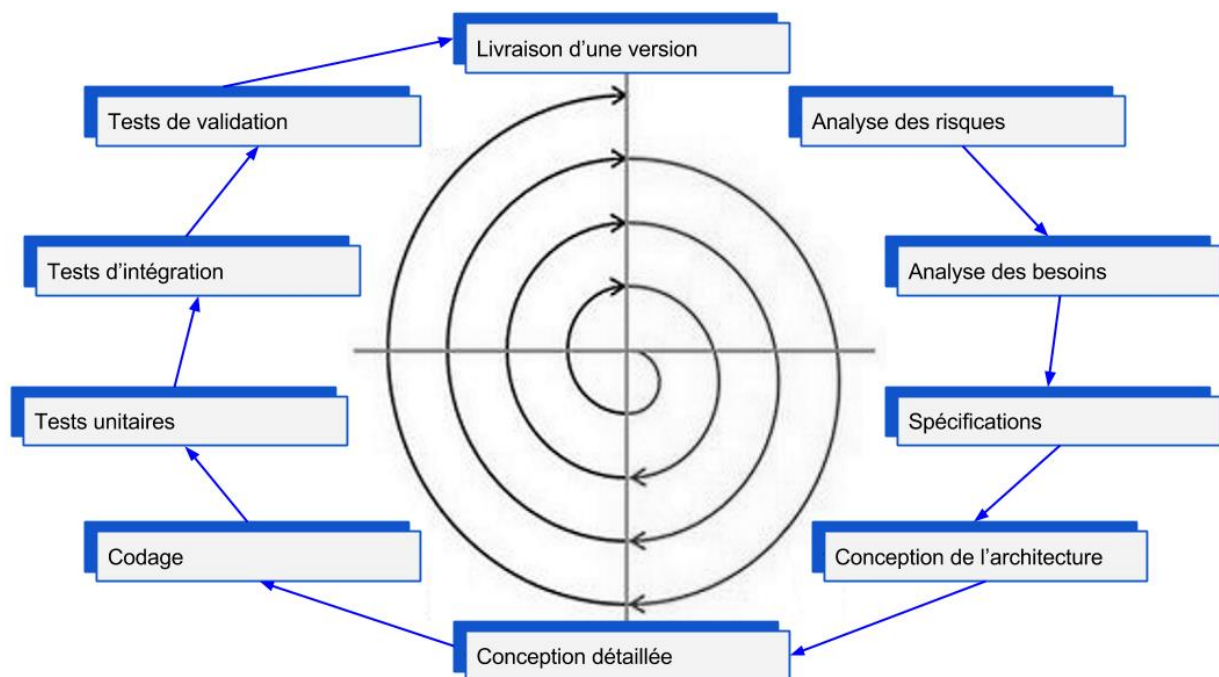 Livraison d’une version
Analyse des risques
Analyse des besoins
Spécifications
Conception de l’architecture
Conception détaillée
Codage
Tests unitaires
Tests d’intégration
Tests de validation